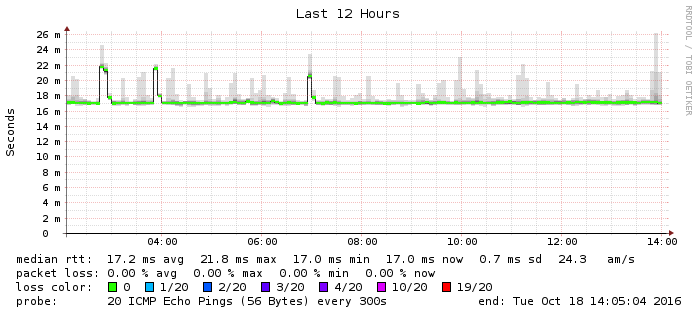 Last 12 Hours
RRDTOOL / TOBI OETIKER
Seconds
26 m
24 m
22 m
20 m
18 m
16 m
14 m
12 m
10 m
8 m
6 m
4 m
2 m
0
04:00 06:00 08:00 10:00 12:00 14:00
median rtt: 17.2 ms avg 21.8 ms max 17.0 ms min 17.0 ms now 0.7 ms sd 24.3 am/s
packet loss: 0.00 % avg 0.00 % max 0.00 % min 0.00 % now
loss color: 0 1/20 2/20 3/20 4/20 10/20 19/20
probe: 20 ICMP Echo Pings (56 Bytes) every 300s end: Tue Oct 18 14:05:04 2016